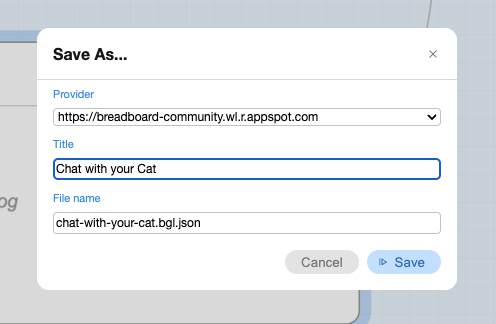 Save As...
×
Provider
https://breadboard-community.wl.r.appspot.com
Title
Chat with your Cat
og
File name
chat-with-your-cat.bgl.json
Cancel
Save